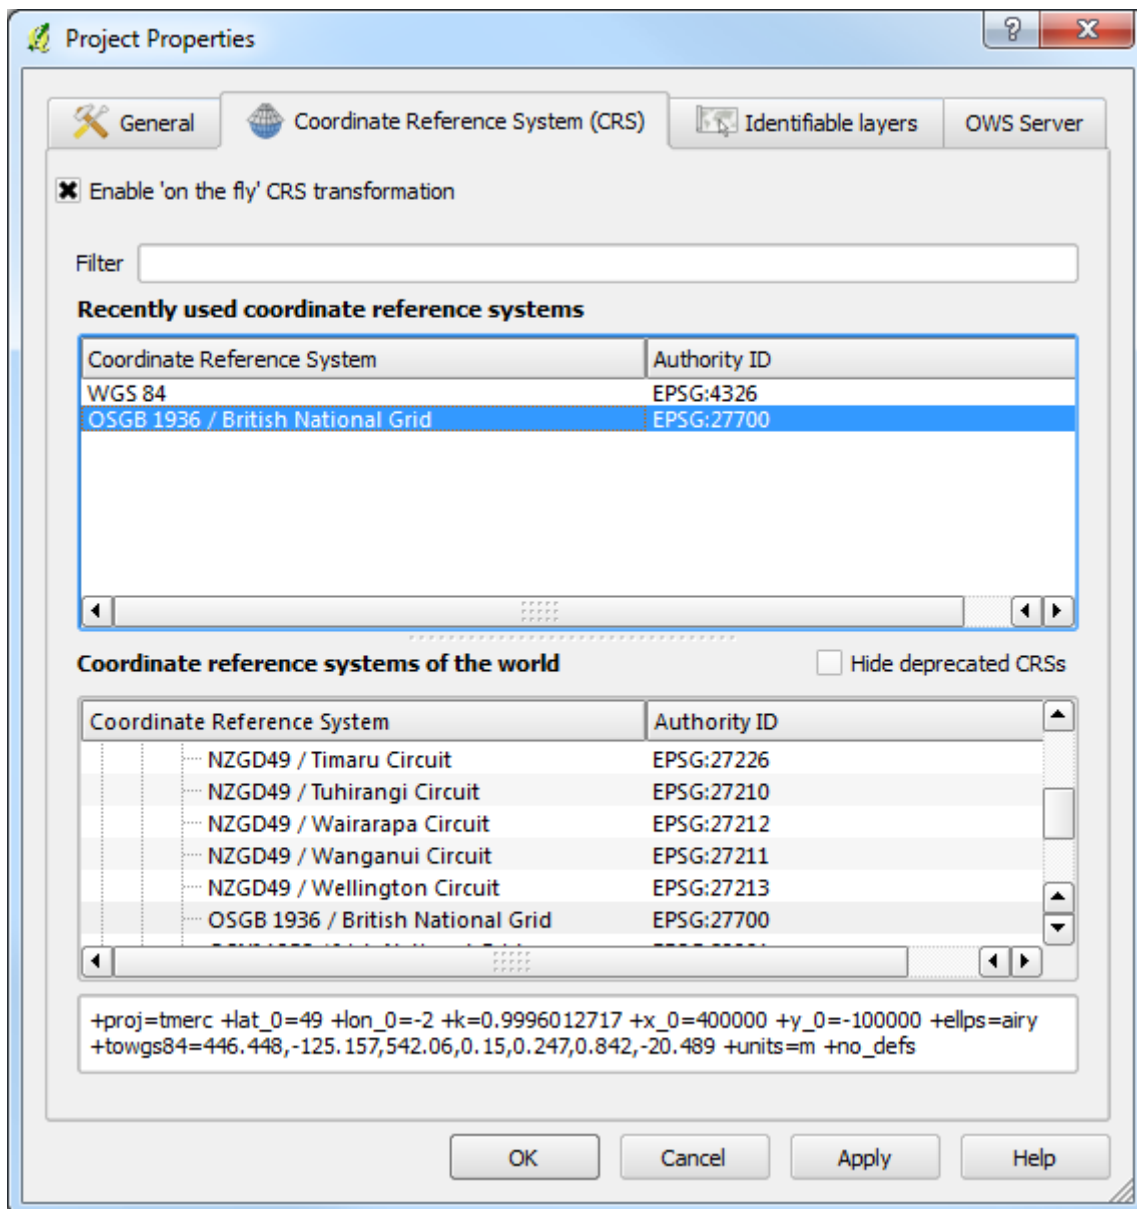 Project Properties
General
Coordinate Reference System (CRS)
Identifiable layers
OWS Server
Enable 'on the fly' CRS transformation
Filter
Recently used coordinate reference systems
Coordinate Reference System Authority ID
WGS 84 EPSG:4326
OSGB 1936 / British National Grid EPSG:27700
Coordinate reference systems of the world
Hide deprecated CRSs
Coordinate Reference System Authority ID
NZGD49 / Timaru Circuit EPSG:27226
NZGD49 / Tuhirangi Circuit EPSG:27210
NZGD49 / Wairarapa Circuit EPSG:27212
NZGD49 / Wanganui Circuit EPSG:27211
NZGD49 / Wellington Circuit EPSG:27213
OSGB 1936 / British National Grid EPSG:27700
+proj=tmerc +lat_0=49 +lon_0=-2 +k=0.9996012717 +x_0=400000 +y_0=-100000 +ellps=airy
+towgs84=446.448,-125.157,542.06,0.15,0.247,0.842,-20.489 +units=m +no_defs
OK Cancel Apply Help